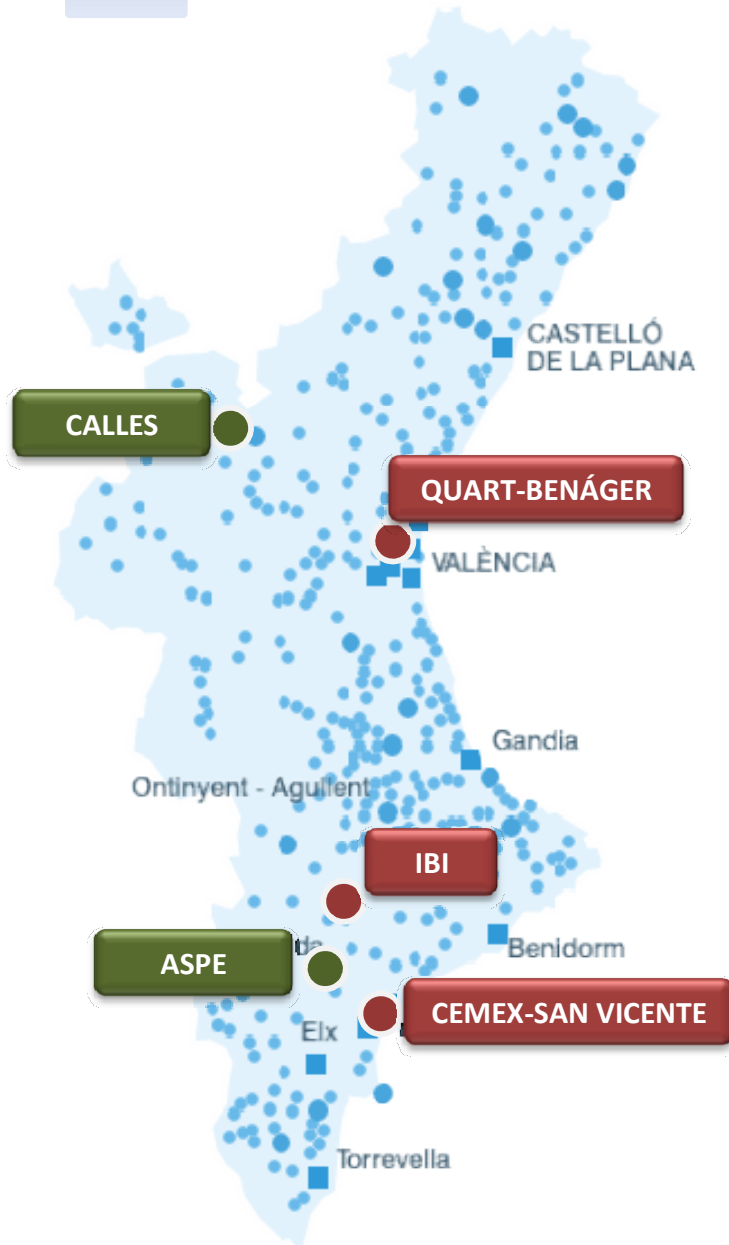 CASTELLÓ
DE LA PLANA
CALLES
QUART-BENÁGER
VALÈNCIA
Gandia
Ontinyent - Agullent
IBI
Benidorm
ASPE
da
CEMEX-SAN VICENTE
Elx
Torrevella